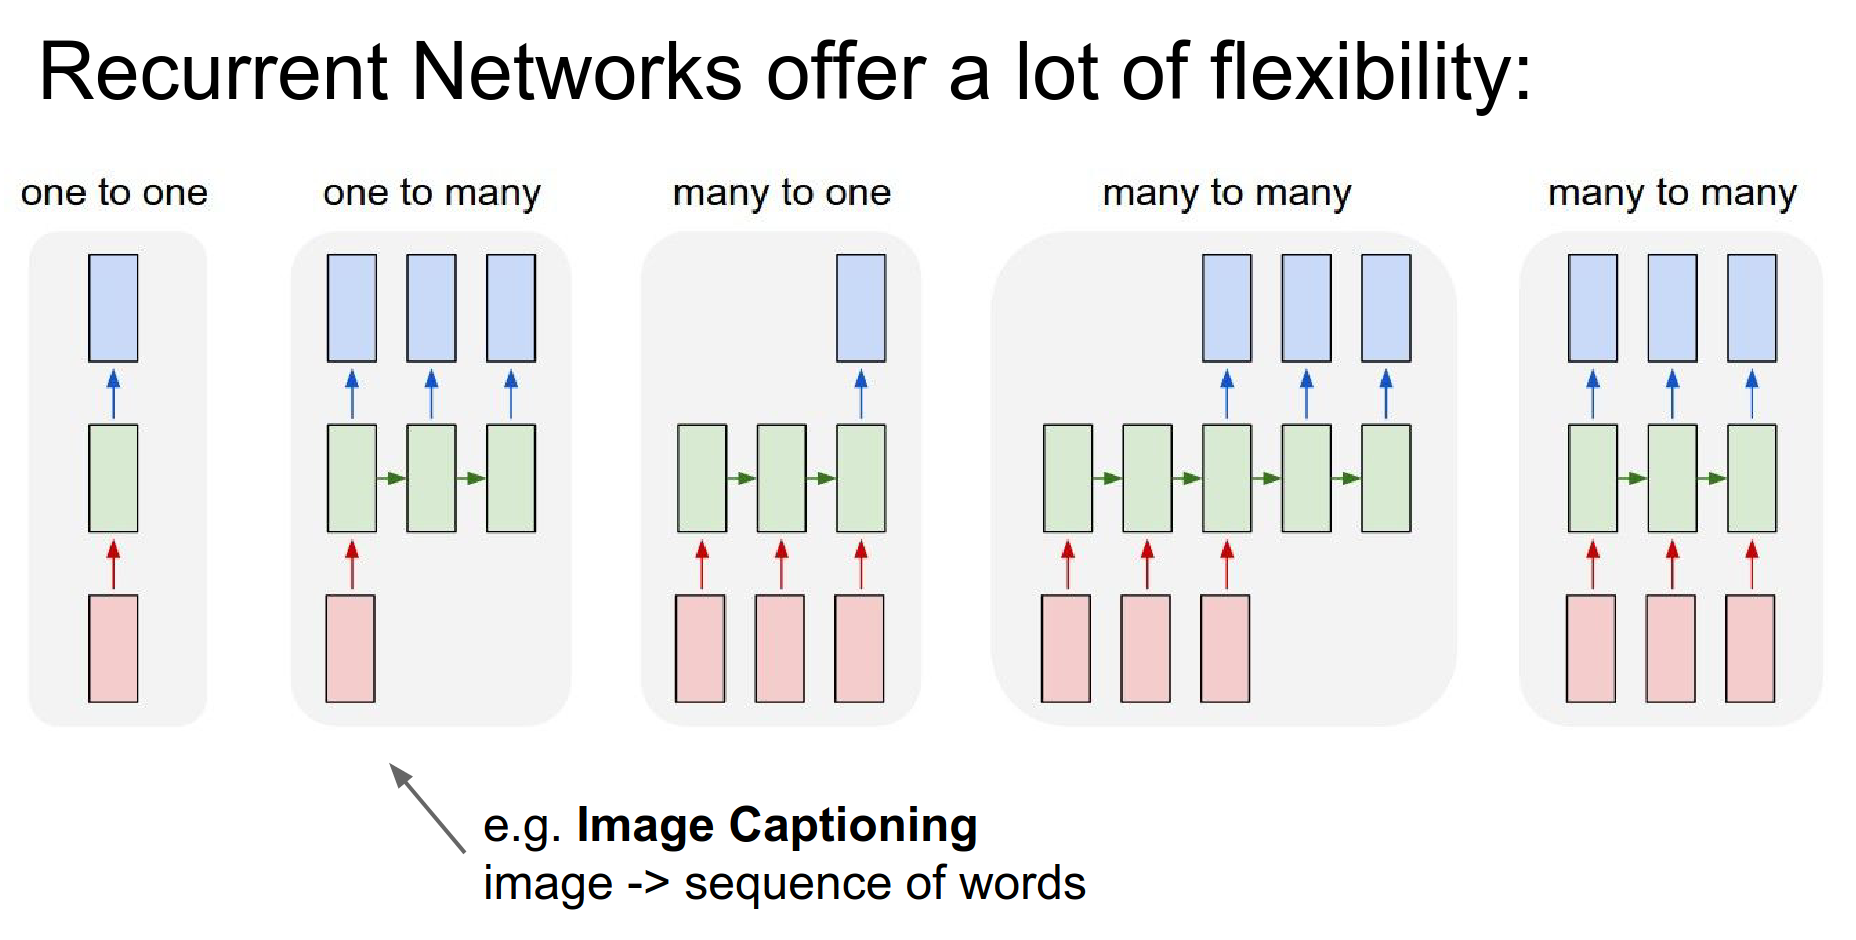 Recurrent Networks offer a lot of flexibility:
one to one
one to many
many to one
many to many
many to many
e.g. Image Captioning
image -> sequence of words